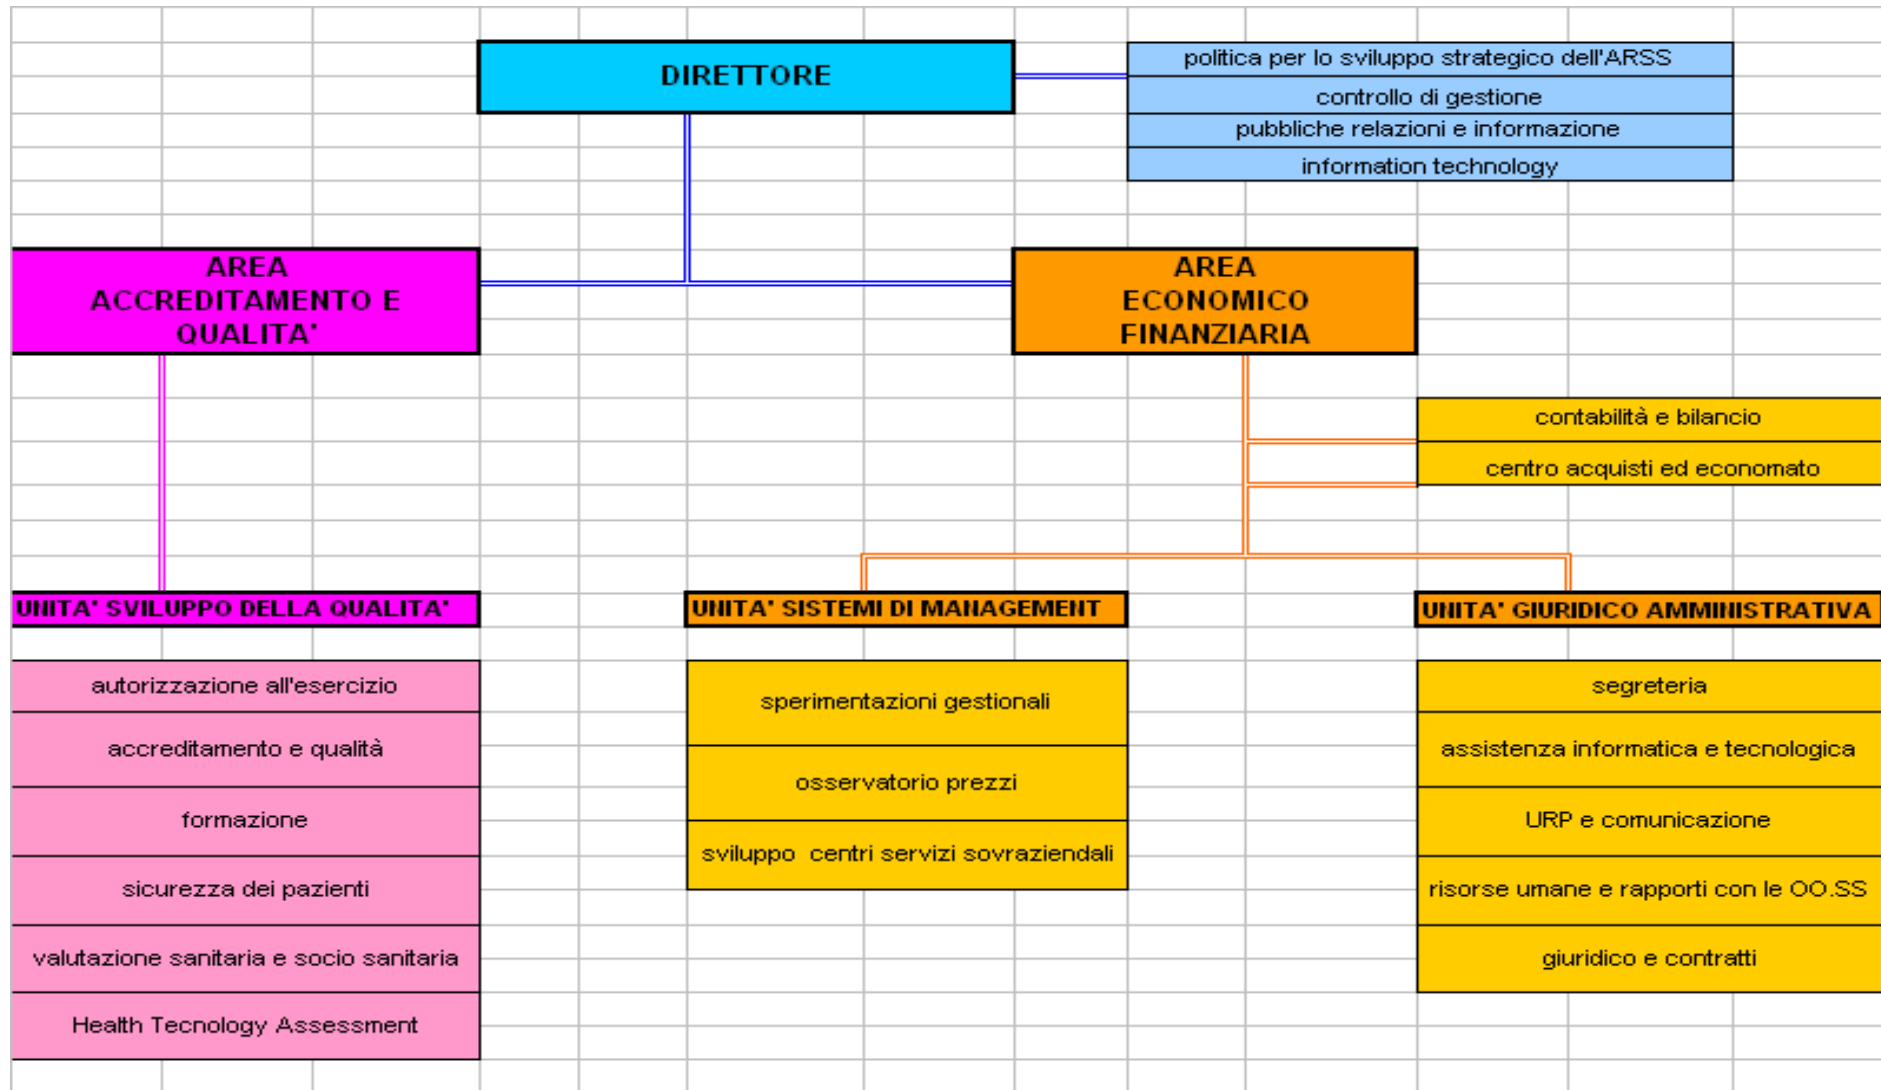 DIRETTORE
politica per lo sviluppo strategico dell'ARSS
controllo di gestione
pubbliche relazioni e informazione
information technology
AREA
ACCREDITAMENTO E
QUALITA'
AREA
ECONOMICO
FINANZIARIA
contabilità e bilancio
centro acquisti ed economato
UNITA' SVILUPPO DELLA QUALITA'
autorizzazione all'esercizio
accreditamento e qualità
formazione
sicurezza dei pazienti
valutazione sanitaria e socio sanitaria
Health Tecnology Assessment
UNITA' SISTEMI DI MANAGEMENT
sperimentazioni gestionali
osservatorio prezzi
sviluppo centri servizi sovraziendali
UNITA' GIURIDICO AMMINISTRATIVA
segreteria
assistenza informatica e tecnologica
URP e comunicazione
risorse umane e rapporti con le OO.SS
giuridico e contratti